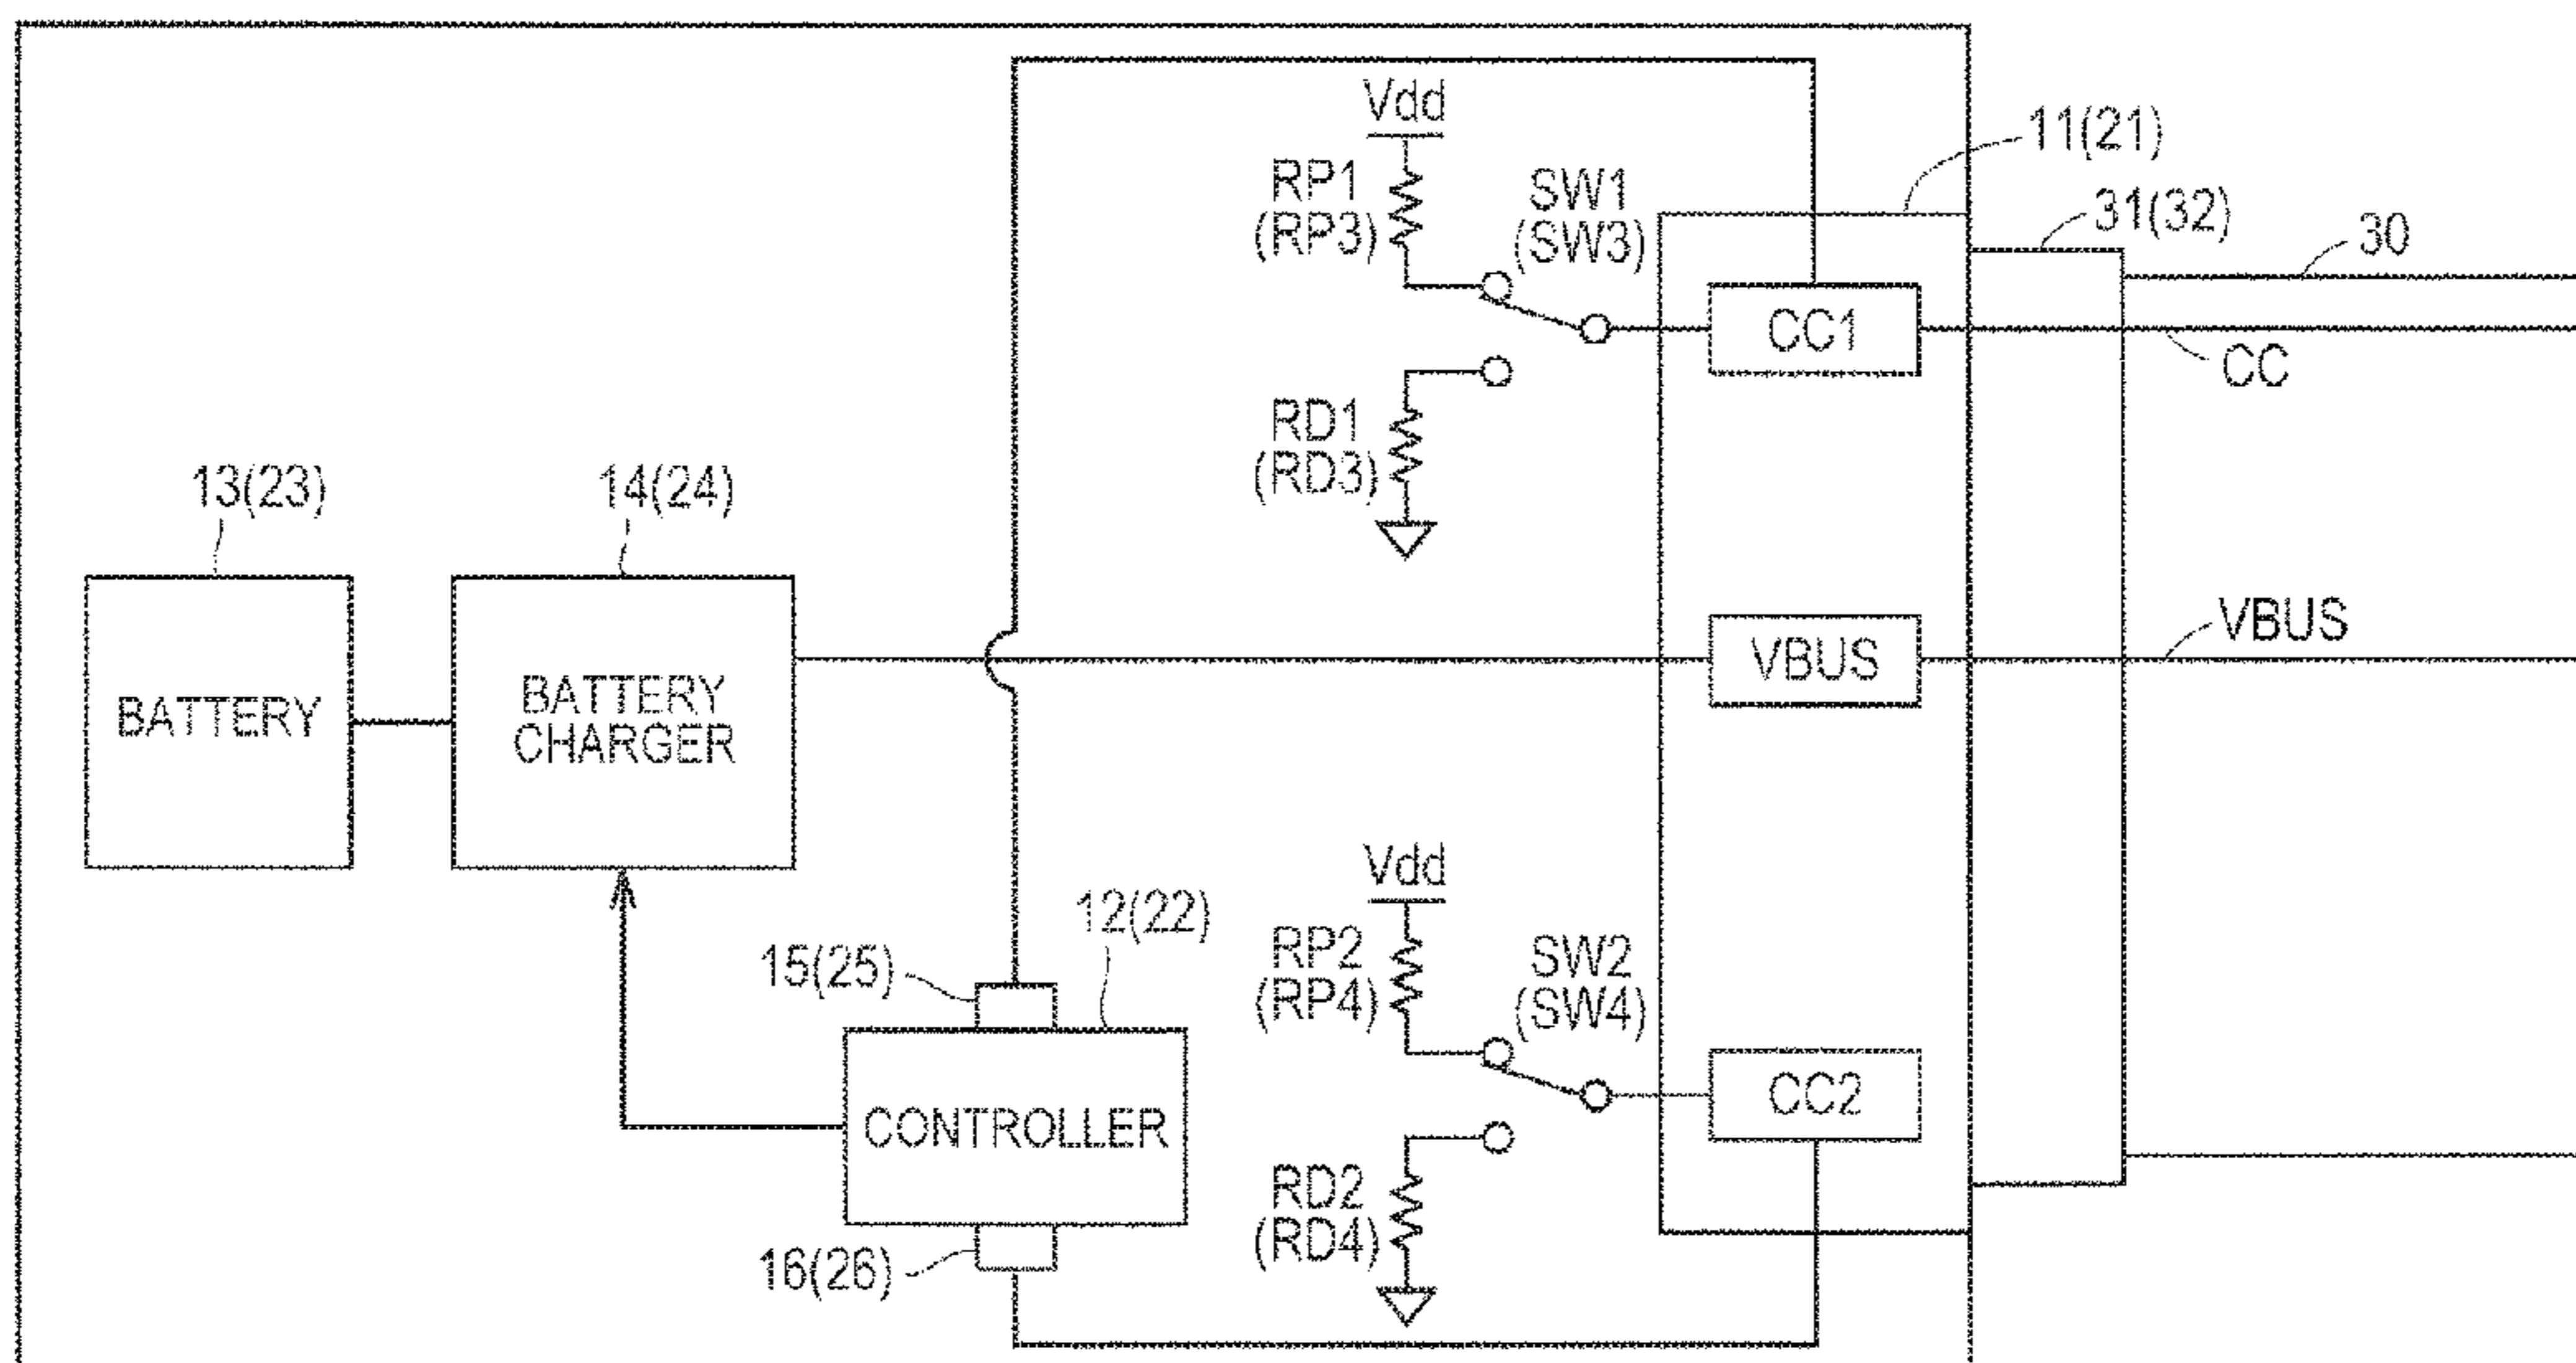 Vdd
11(21)
RP1
(RP3)
SW1
(SW3)
31(32)
30
CC1
CC
RD1
(RD3)
13(23)
14(24)
VBUS
VBUS
BATTERY
BATTERY
CHARGER
Vdd
12(22)
15(25)
RP2
(RP4)
SW2
(SW4)
CC2
CONTROLLER
RD2
(RD4)
16(26)